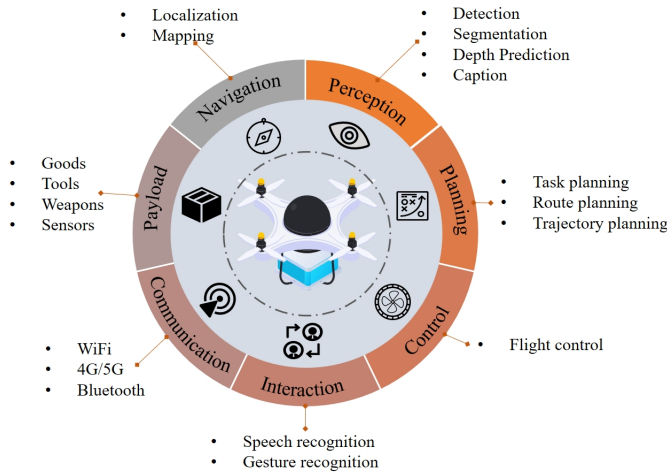 • Localization
• Mapping
• Detection
• Segmentation
• Depth Prediction
• Caption
Navigation
Perception
• Goods
• Tools
• Weapons
• Sensors
Payload
Planning
• Task planning
• Route planning
• Trajectory planning
Communication
Control
• WiFi
• 4G/5G
• Bluetooth
• Flight control
Interaction
• Speech recognition
• Gesture recognition